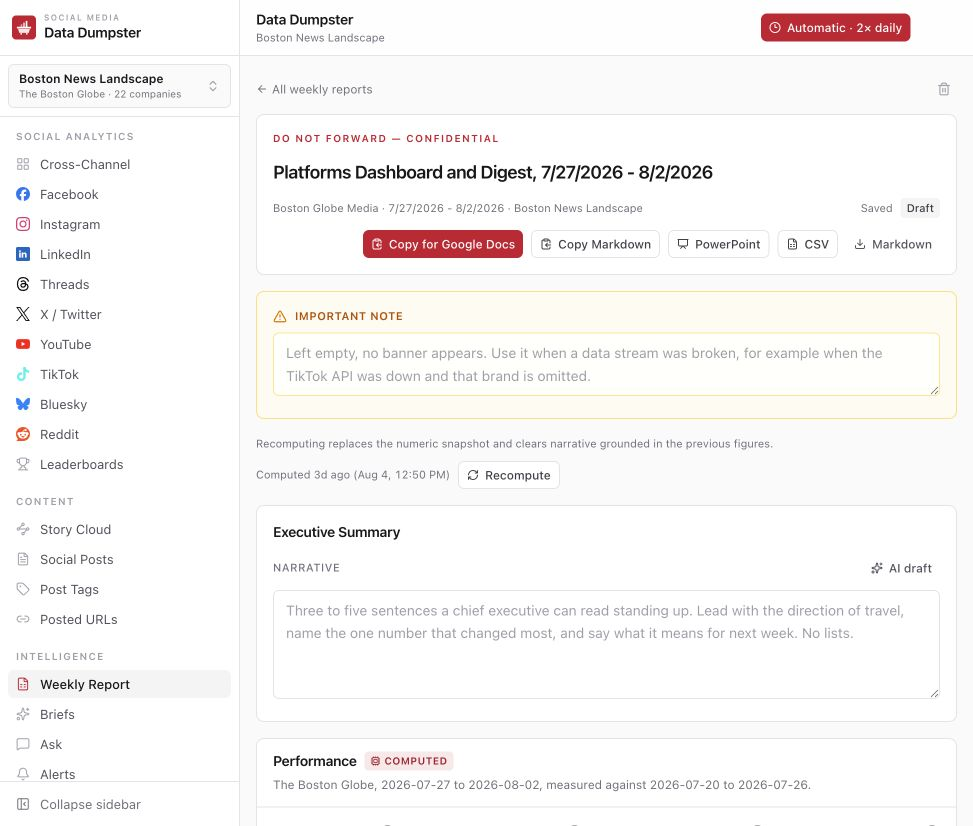 SOCIAL MEDIA
Data Dumpster
Boston News Landscape
The Boston Globe · 22 companies
SOCIAL ANALYTICS
Cross-Channel
Facebook
Instagram
LinkedIn
Threads
X / Twitter
YouTube
TikTok
Bluesky
Reddit
Leaderboards
CONTENT
Story Cloud
Social Posts
Post Tags
Posted URLs
INTELLIGENCE
Weekly Report
Briefs
Ask
Alerts
Collapse sidebar
Data Dumpster
Boston News Landscape
Automatic · 2× daily
← All weekly reports
DO NOT FORWARD — CONFIDENTIAL
Platforms Dashboard and Digest, 7/27/2026 - 8/2/2026
Boston Globe Media · 7/27/2026 - 8/2/2026 · Boston News Landscape
Saved Draft
Copy for Google Docs
Copy Markdown
PowerPoint
CSV
Markdown
IMPORTANT NOTE
Left empty, no banner appears. Use it when a data stream was broken, for example when the
TikTok API was down and that brand is omitted.
Recomputing replaces the numeric snapshot and clears narrative grounded in the previous figures.
Computed 3d ago (Aug 4, 12:50 PM)
Recompute
Executive Summary
NARRATIVE
AI draft
Three to five sentences a chief executive can read standing up. Lead with the direction of travel,
name the one number that changed most, and say what it means for next week. No lists.
Performance
COMPUTED
The Boston Globe, 2026-07-27 to 2026-08-02, measured against 2026-07-20 to 2026-07-26.